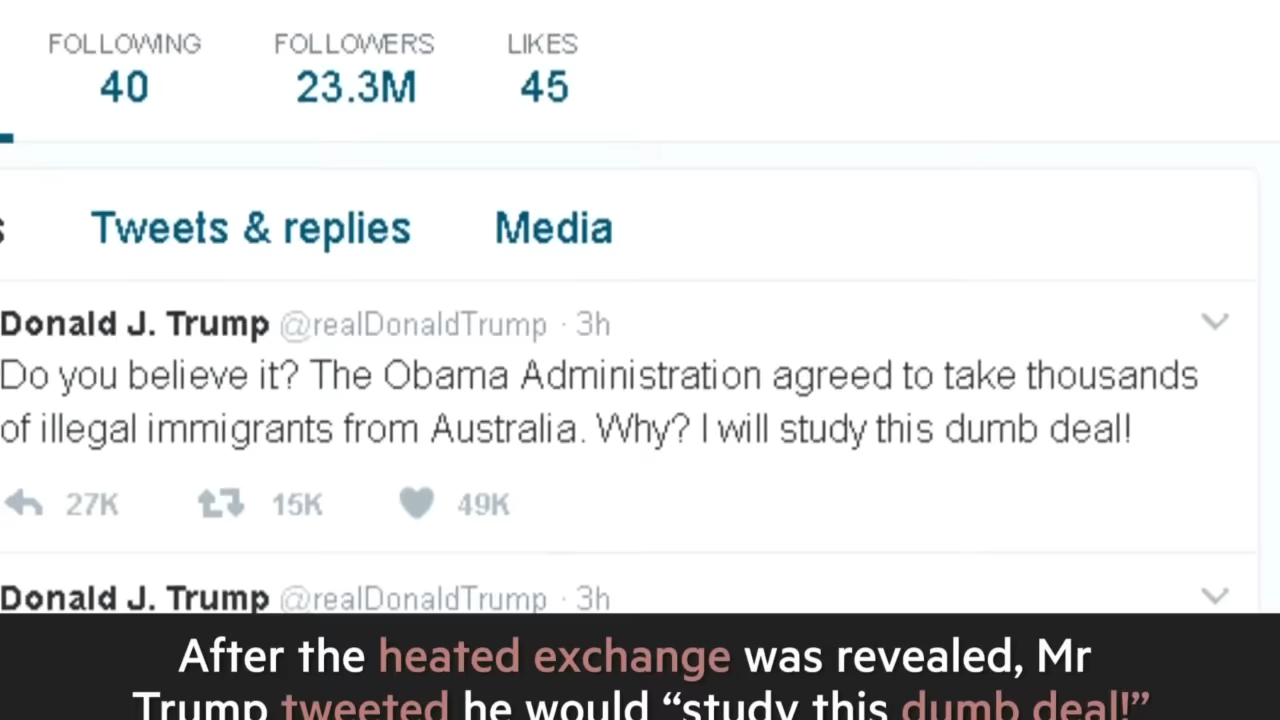 FOLLOWING FOLLOWERS LIKES
40 23.3M 45
Tweets & replies Media
Donald J. Trump @realDonaldTrump · 3h
Do you believe it? The Obama Administration agreed to take thousands
of illegal immigrants from Australia. Why? I will study this dumb deal!
27K 15K 49K
Donald J. Trump @realDonaldTrump · 3h
After the heated exchange was revealed, Mr
Trump tweeted he would “study this dumb deal!”